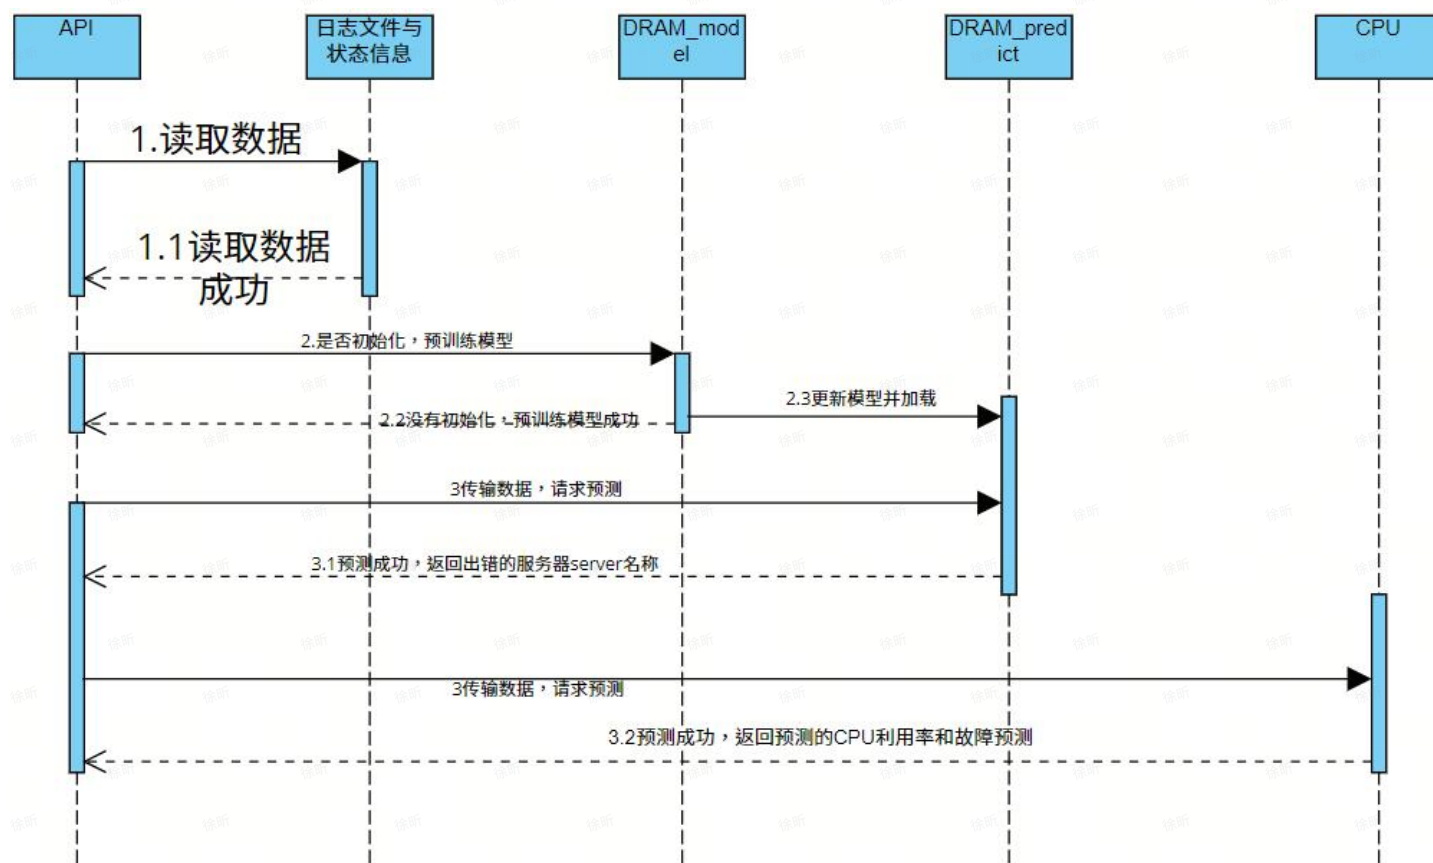 API
日志文件与
状态信息
DRAM_mod
el
DRAM_pred
ict
CPU
1.读取数据
1.1读取数据
成功
2.是否初始化，预训练模型
2.3更新模型并加载
2.2没有初始化，预训练模型成功
3传输数据，请求预测
3.1预测成功，返回出错的服务器server名称
3传输数据，请求预测
3.2预测成功，返回预测的CPU利用率和故障预测